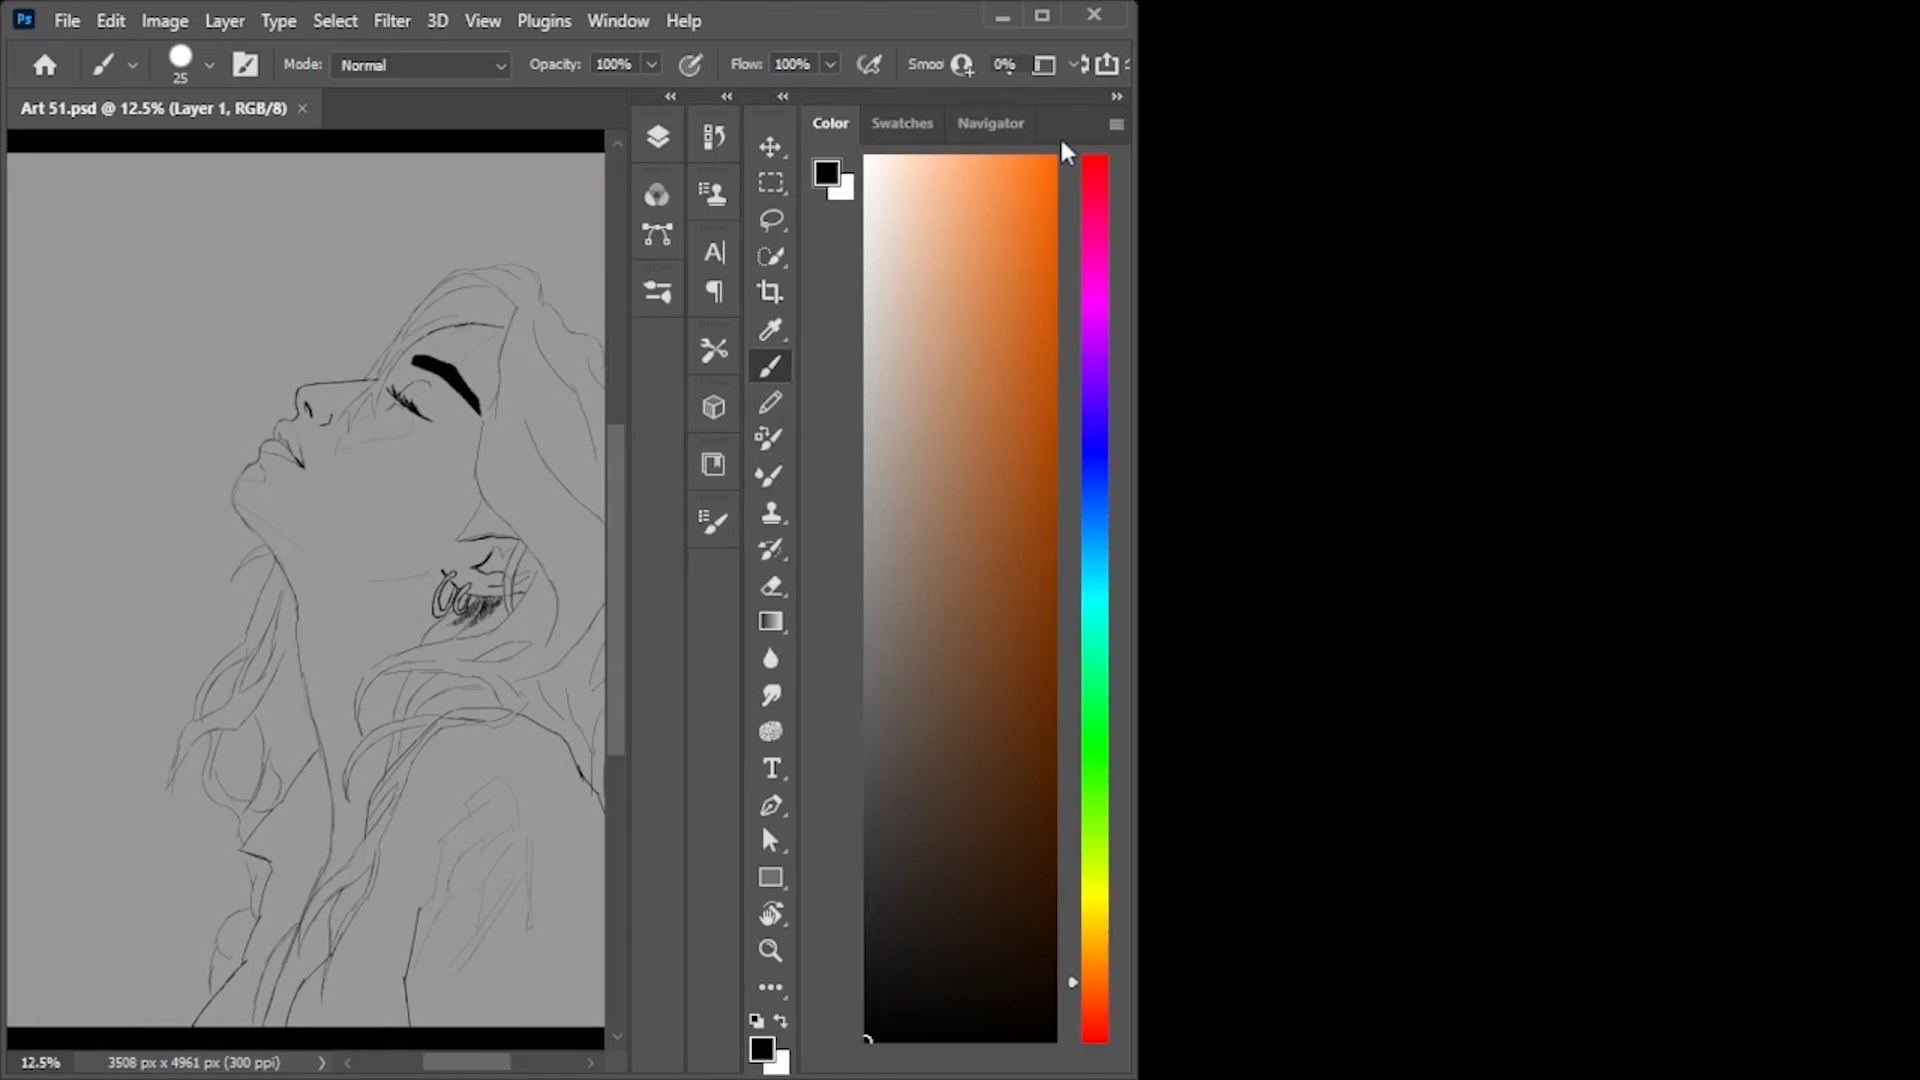 Ps File Edit Image Layer Type Select Filter 3D View Plugins Window Help
25 Mode: Normal Opacity: 100% Flow: 100% Smoo 0%
Art 51.psd @ 12.5% (Layer 1, RGB/8)
Color Swatches Navigator
12.5% 3508 px x 4961 px (300 ppi)